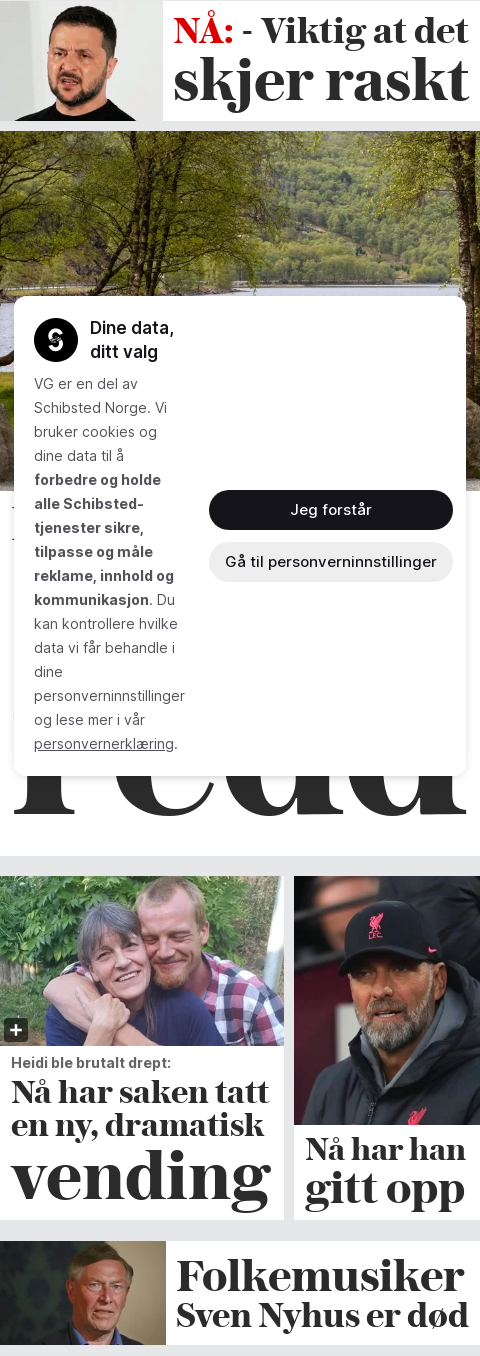 NÅ: - Viktig at det
skjer raskt
Dine data,
ditt valg
VG er en del av
Schibsted Norge. Vi
bruker cookies og
dine data til å
forbedre og holde
alle Schibsted-
tjenester sikre,
tilpasse og måle
reklame, innhold og
kommunikasjon. Du
kan kontrollere hvilke
data vi får behandle i
dine
personverninnstillinger
og lese mer i vår
personvernerklæring.
Jeg forstår
Gå til personverninnstillinger
Heidi ble brutalt drept:
Nå har saken tatt
en ny, dramatisk
vending
Nå har han
gitt opp
Folkemusiker
Sven Nyhus er død